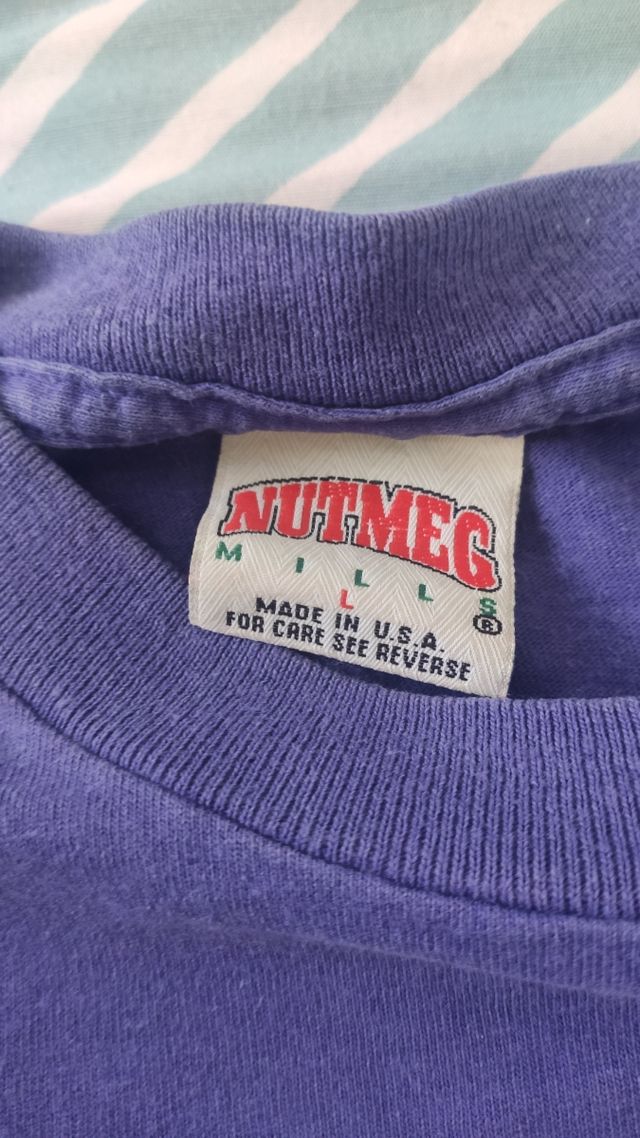 NUTMEG
MILLS
L
MADE IN U.S.A. ®
FOR CARE SEE REVERSE